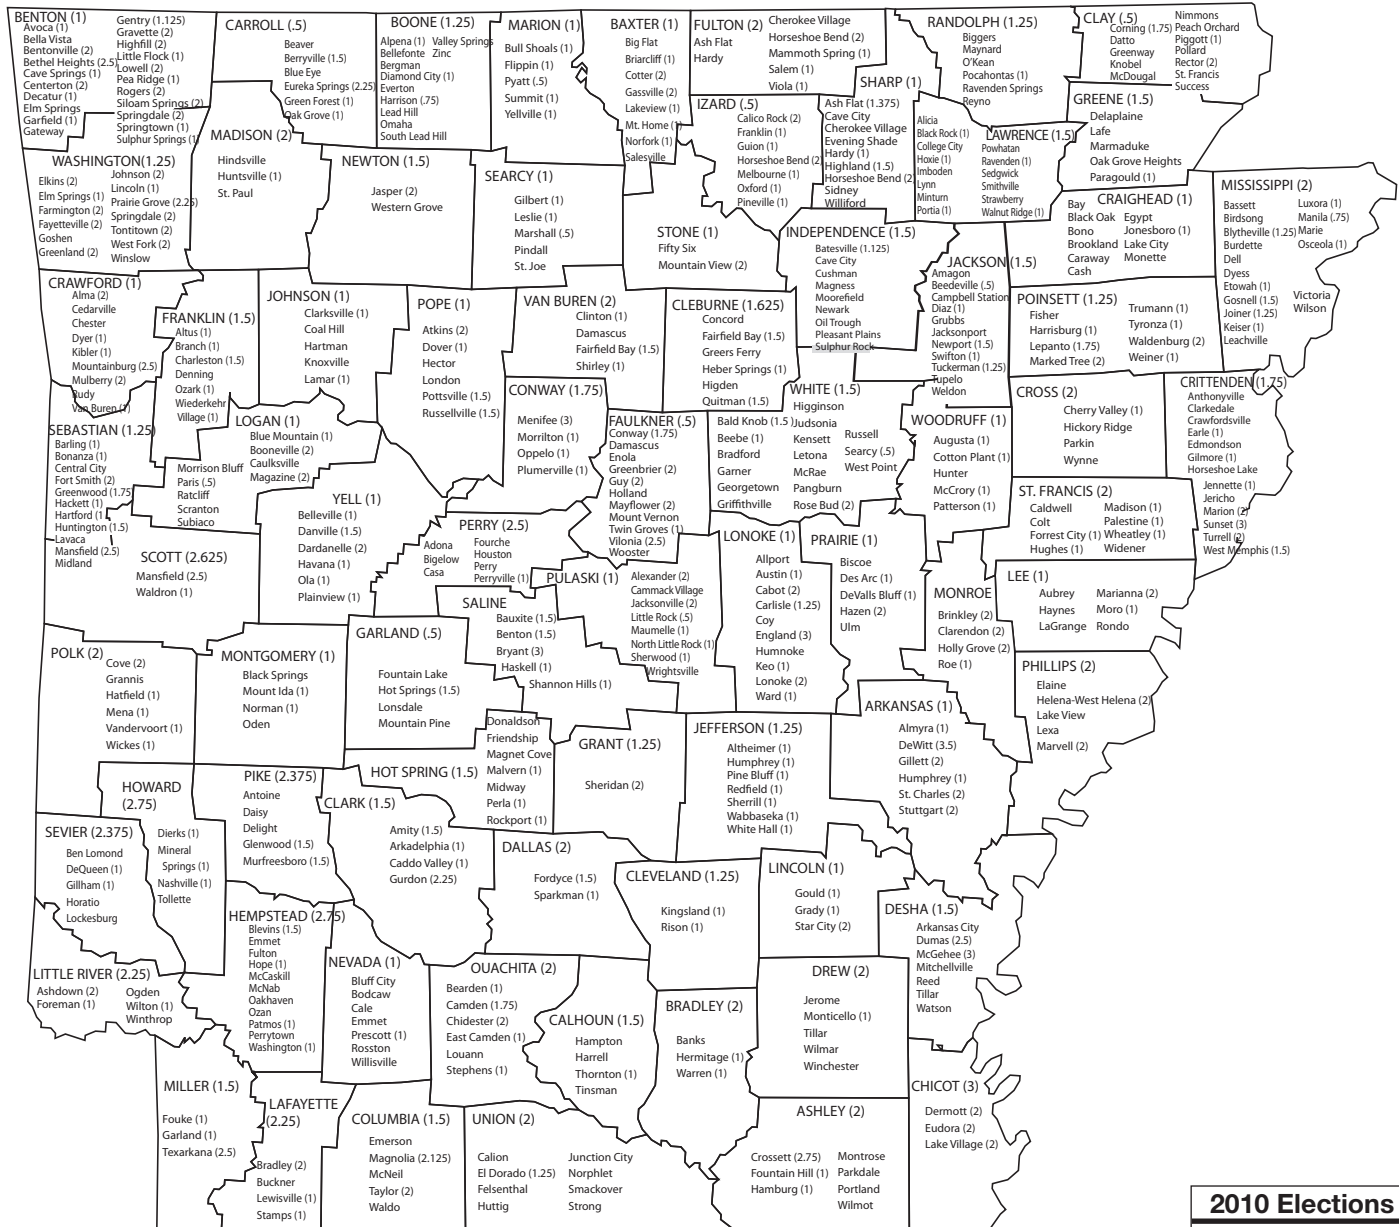 BENTON (1)
Avoca (1)
Bella Vista
Bentonville (2)
Bethel Heights (2.5)
Cave Springs (1)
Centerton (2)
Decatur (1)
Elm Springs
Garfield (1)
Gateway
Gentry (1.125)
Gravette (2)
Highfill (2)
Little Flock (1)
Lowell (2)
Pea Ridge (1)
Rogers (2)
Siloam Springs (2)
Springdale (2)
Springtown (1)
Sulphur Springs (1)
CARROLL (.5)
Beaver
Berryville (1.5)
Blue Eye
Eureka Springs (2.25)
Green Forest (1)
Oak Grove (1)
BOONE (1.25)
Alpena (1)
Bellefonte
Bergman
Diamond City (1)
Everton
Harrison (.75)
Lead Hill
Omaha
South Lead Hill
Valley Springs
Zinc
MARION (1)
Bull Shoals (1)
Flippin (1)
Pyatt (.5)
Summit (1)
Yellville (1)
BAXTER (1)
Big Flat
Briarcliff (1)
Cotter (2)
Gassville (2)
Lakeview (1)
Mt. Home (1)
Norfork (1)
Salesville
FULTON (2)
Ash Flat
Hardy
Cherokee Village
Horseshoe Bend (2)
Mammoth Spring (1)
Salem (1)
Viola (1)
SHARP (1)
Ash Flat (1.375)
Cave City
Cherokee Village
Evening Shade
Hardy (1)
Highland (1.5)
Horseshoe Bend (2)
Sidney
Williford
RANDOLPH (1.25)
Biggers
Maynard
O'Kean
Pocahontas (1)
Ravenden Springs
Reyno
CLAY (.5)
Corning (1.75)
Datto
Greenway
Knobel
McDougal
Nimmons
Peach Orchard
Piggott (1)
Pollard
Rector (2)
St. Francis
Success
GREENE (1.5)
Delaplaine
Lafe
Marmaduke
Oak Grove Heights
Paragould (1)
IZARD (.5)
Calico Rock (2)
Franklin (1)
Guion (1)
Horseshoe Bend (2)
Melbourne (1)
Oxford (1)
Pineville (1)
LAWRENCE (1.5)
Alicia
Black Rock (1)
College City
Hoxie (1)
Imboden
Lynn
Minturn
Portia (1)
Powhatan
Ravenden (1)
Sedgwick
Smithville
Strawberry
Walnut Ridge (1)
MADISON (2)
Hindsville
Huntsville (1)
St. Paul
WASHINGTON(1.25)
Elkins (2)
Elm Springs (1)
Farmington (2)
Fayetteville (2)
Goshen
Greenland (2)
Johnson (2)
Lincoln (1)
Prairie Grove (2.25)
Springdale (2)
Tontitown (2)
West Fork (2)
Winslow
NEWTON (1.5)
Jasper (2)
Western Grove
SEARCY (1)
Gilbert (1)
Leslie (1)
Marshall (.5)
Pindall
St. Joe
STONE (1)
Fifty Six
Mountain View (2)
INDEPENDENCE (1.5)
Batesville (1.125)
Cave City
Cushman
Magness
Moorefield
Newark
Oil Trough
Pleasant Plains
Sulphur Rock
JACKSON (1.5)
Amagon
Beedeville (.5)
Campbell Station
Diaz (1)
Grubbs
Jacksonport
Newport (1.5)
Swifton (1)
Tuckerman (1.25)
Tupelo
Weldon
CRAIGHEAD (1)
Bay
Black Oak
Bono
Brookland
Caraway
Cash
Egypt
Jonesboro (1)
Lake City
Monette
MISSISSIPPI (2)
Bassett
Birdsong
Blytheville (1.25)
Burdette
Dell
Dyess
Etowah (1)
Gosnell (1.5)
Joiner (1.25)
Keiser (1)
Leachville
Luxora (1)
Manila (.75)
Marie
Osceola (1)
Victoria
Wilson
CRAWFORD (1)
Alma (2)
Cedarville
Chester
Dyer (1)
Kibler (1)
Mountainburg (2.5)
Mulberry (2)
Rudy
Van Buren (1)
FRANKLIN (1.5)
Altus (1)
Branch (1)
Charleston (1.5)
Denning
Ozark (1)
Wiederkehr
Village (1)
JOHNSON (1)
Clarksville (1)
Coal Hill
Hartman
Knoxville
Lamar (1)
POPE (1)
Atkins (2)
Dover (1)
Hector
London
Pottsville (1.5)
Russellville (1.5)
VAN BUREN (2)
Clinton (1)
Damascus
Fairfield Bay (1.5)
Shirley (1)
CLEBURNE (1.625)
Concord
Fairfield Bay (1.5)
Greers Ferry
Heber Springs (1)
Higden
Quitman (1.5)
POINSETT (1.25)
Fisher
Harrisburg (1)
Lepanto (1.75)
Marked Tree (2)
Trumann (1)
Tyronza (1)
Waldenburg (2)
Weiner (1)
CONWAY (1.75)
Menifee (3)
Morrilton (1)
Oppelo (1)
Plumerville (1)
WHITE (1.5)
Bald Knob (1.5)
Beebe (1)
Bradford
Garner
Georgetown
Griffithville
Higginson
Judsonia
Kensett
Letona
McRae
Pangburn
Rose Bud (2)
Russell
Searcy (.5)
West Point
CROSS (2)
Cherry Valley (1)
Hickory Ridge
Parkin
Wynne
CRITTENDEN (1.75)
Anthonyville
Clarkedale
Crawfordsville
Earle (1)
Edmondson
Gilmore (1)
Horseshoe Lake
Jennette (1)
Jericho
Marion (2)
Sunset (3)
Turrell (2)
West Memphis (1.5)
SEBASTIAN (1.25)
Barling (1)
Bonanza (1)
Central City
Fort Smith (2)
Greenwood (1.75)
Hackett (1)
Hartford (1)
Huntington (1.5)
Lavaca
Mansfield (2.5)
Midland
LOGAN (1)
Blue Mountain (1)
Booneville (2)
Caulksville
Magazine (2)
Morrison Bluff
Paris (.5)
Ratcliff
Scranton
Subiaco
FAULKNER (.5)
Conway (1.75)
Damascus
Enola
Greenbrier (2)
Guy (2)
Holland
Mayflower (2)
Mount Vernon
Twin Groves (1)
Vilonia (2.5)
Wooster
WOODRUFF (1)
Augusta (1)
Cotton Plant (1)
Hunter
McCrory (1)
Patterson (1)
ST. FRANCIS (2)
Caldwell
Colt
Forrest City (1)
Hughes (1)
Madison (1)
Palestine (1)
Wheatley (1)
Widener
YELL (1)
Belleville (1)
Danville (1.5)
Dardanelle (2)
Havana (1)
Ola (1)
Plainview (1)
PERRY (2.5)
Adona
Bigelow
Casa
Fourche
Houston
Perry
Perryville (1)
SCOTT (2.625)
Mansfield (2.5)
Waldron (1)
LONOKE (1)
Allport
Austin (1)
Cabot (2)
Carlisle (1.25)
Coy
England (3)
Humnoke
Keo (1)
Lonoke (2)
Ward (1)
PRAIRIE (1)
Biscoe
Des Arc (1)
DeValls Bluff (1)
Hazen (2)
Ulm
PULASKI (1)
Alexander (2)
Cammack Village
Jacksonville (2)
Little Rock (.5)
Maumelle (1)
North Little Rock (1)
Sherwood (1)
Wrightsville
MONROE
Brinkley (2)
Clarendon (2)
Holly Grove (2)
Roe (1)
LEE (1)
Aubrey
Haynes
LaGrange
Marianna (2)
Moro (1)
Rondo
SALINE
Bauxite (1.5)
Benton (1.5)
Bryant (3)
Haskell (1)
Shannon Hills (1)
GARLAND (.5)
Fountain Lake
Hot Springs (1.5)
Lonsdale
Mountain Pine
POLK (2)
Cove (2)
Grannis
Hatfield (1)
Mena (1)
Vandervoort (1)
Wickes (1)
MONTGOMERY (1)
Black Springs
Mount Ida (1)
Norman (1)
Oden
PHILLIPS (2)
Elaine
Helena-West Helena (2)
Lake View
Lexa
Marvell (2)
HOT SPRING (1.5)
Donaldson
Friendship
Magnet Cove
Malvern (1)
Midway
Perla (1)
Rockport (1)
GRANT (1.25)
Sheridan (2)
JEFFERSON (1.25)
Altheimer (1)
Humphrey (1)
Pine Bluff (1)
Redfield (1)
Sherrill (1)
Wabbaseka (1)
White Hall (1)
ARKANSAS (1)
Almyra (1)
DeWitt (3.5)
Gillett (2)
Humphrey (1)
St. Charles (2)
Stuttgart (2)
HOWARD
(2.75)
Dierks (1)
Mineral
Springs (1)
Nashville (1)
Tollette
PIKE (2.375)
Antoine
Daisy
Delight
Glenwood (1.5)
Murfreesboro (1.5)
CLARK (1.5)
Amity (1.5)
Arkadelphia (1)
Caddo Valley (1)
Gurdon (2.25)
SEVIER (2.375)
Ben Lomond
DeQueen (1)
Gillham (1)
Horatio
Lockesburg
DALLAS (2)
Fordyce (1.5)
Sparkman (1)
CLEVELAND (1.25)
Kingsland (1)
Rison (1)
LINCOLN (1)
Gould (1)
Grady (1)
Star City (2)
DESHA (1.5)
Arkansas City
Dumas (2.5)
McGehee (3)
Mitchellville
Reed
Tillar
Watson
HEMPSTEAD (2.75)
Blevins (1.5)
Emmet
Fulton
Hope (1)
McCaskill
McNab
Oakhaven
Ozan
Patmos (1)
Perrytown
Washington (1)
LITTLE RIVER (2.25)
Ashdown (2)
Foreman (1)
Ogden
Wilton (1)
Winthrop
NEVADA (1)
Bluff City
Bodcaw
Cale
Emmet
Prescott (1)
Rosston
Willisville
OUACHITA (2)
Bearden (1)
Camden (1.75)
Chidester (2)
East Camden (1)
Louann
Stephens (1)
CALHOUN (1.5)
Hampton
Harrell
Thornton (1)
Tinsman
BRADLEY (2)
Banks
Hermitage (1)
Warren (1)
DREW (2)
Jerome
Monticello (1)
Tillar
Wilmar
Winchester
MILLER (1.5)
Fouke (1)
Garland (1)
Texarkana (2.5)
LAFAYETTE
(2.25)
Bradley (2)
Buckner
Lewisville (1)
Stamps (1)
COLUMBIA (1.5)
Emerson
Magnolia (2.125)
McNeil
Taylor (2)
Waldo
UNION (2)
Calion
El Dorado (1.25)
Felsenthal
Huttig
Junction City
Norphlet
Smackover
Strong
ASHLEY (2)
Crossett (2.75)
Fountain Hill (1)
Hamburg (1)
Montrose
Parkdale
Portland
Wilmot
CHICOT (3)
Dermott (2)
Eudora (2)
Lake Village (2)
2010 Elections